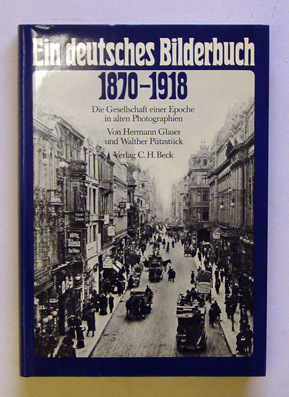 Ein deutsches Bilderbuch
1870–1918
Die Gesellschaft einer Epoche
in alten Photographien
Von Hermann Glaser
und Walther Pützstück
Verlag C.H. Beck